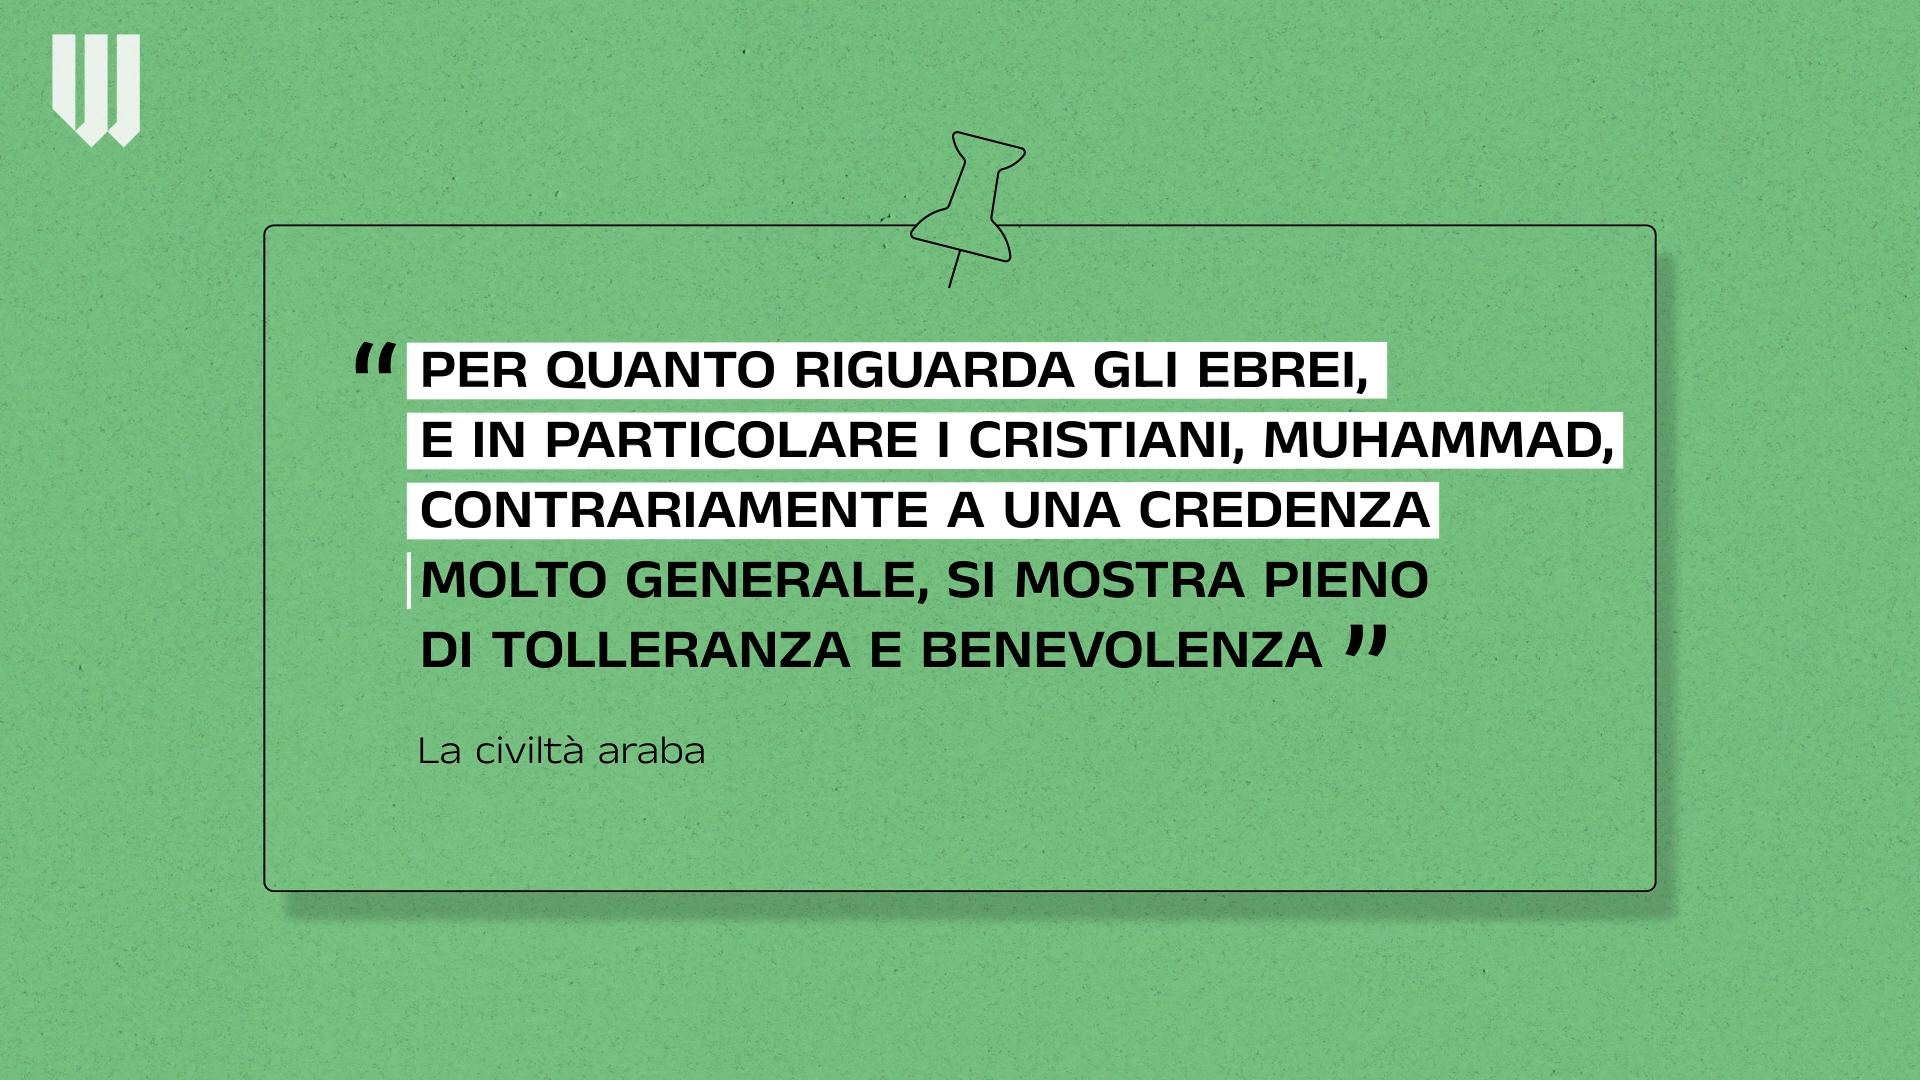 “ PER QUANTO RIGUARDA GLI EBREI,
E IN PARTICOLARE I CRISTIANI, MUHAMMAD,
CONTRARIAMENTE A UNA CREDENZA
MOLTO GENERALE, SI MOSTRA PIENO
DI TOLLERANZA E BENEVOLENZA ”
La civiltà araba